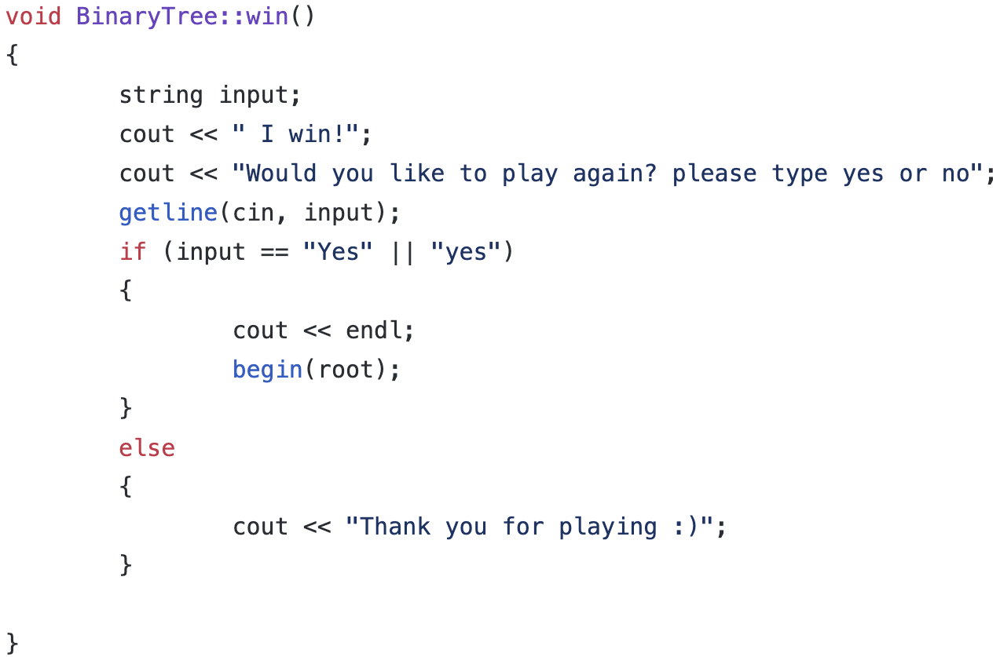 void BinaryTree::win()
{
        string input;
        cout << " I win!";
        cout << "Would you like to play again? please type yes or no";
        getline(cin, input);
        if (input == "Yes" || "yes")
        {
                cout << endl;
                begin(root);
        }
        else
        {
                cout << "Thank you for playing :)";
        }

}